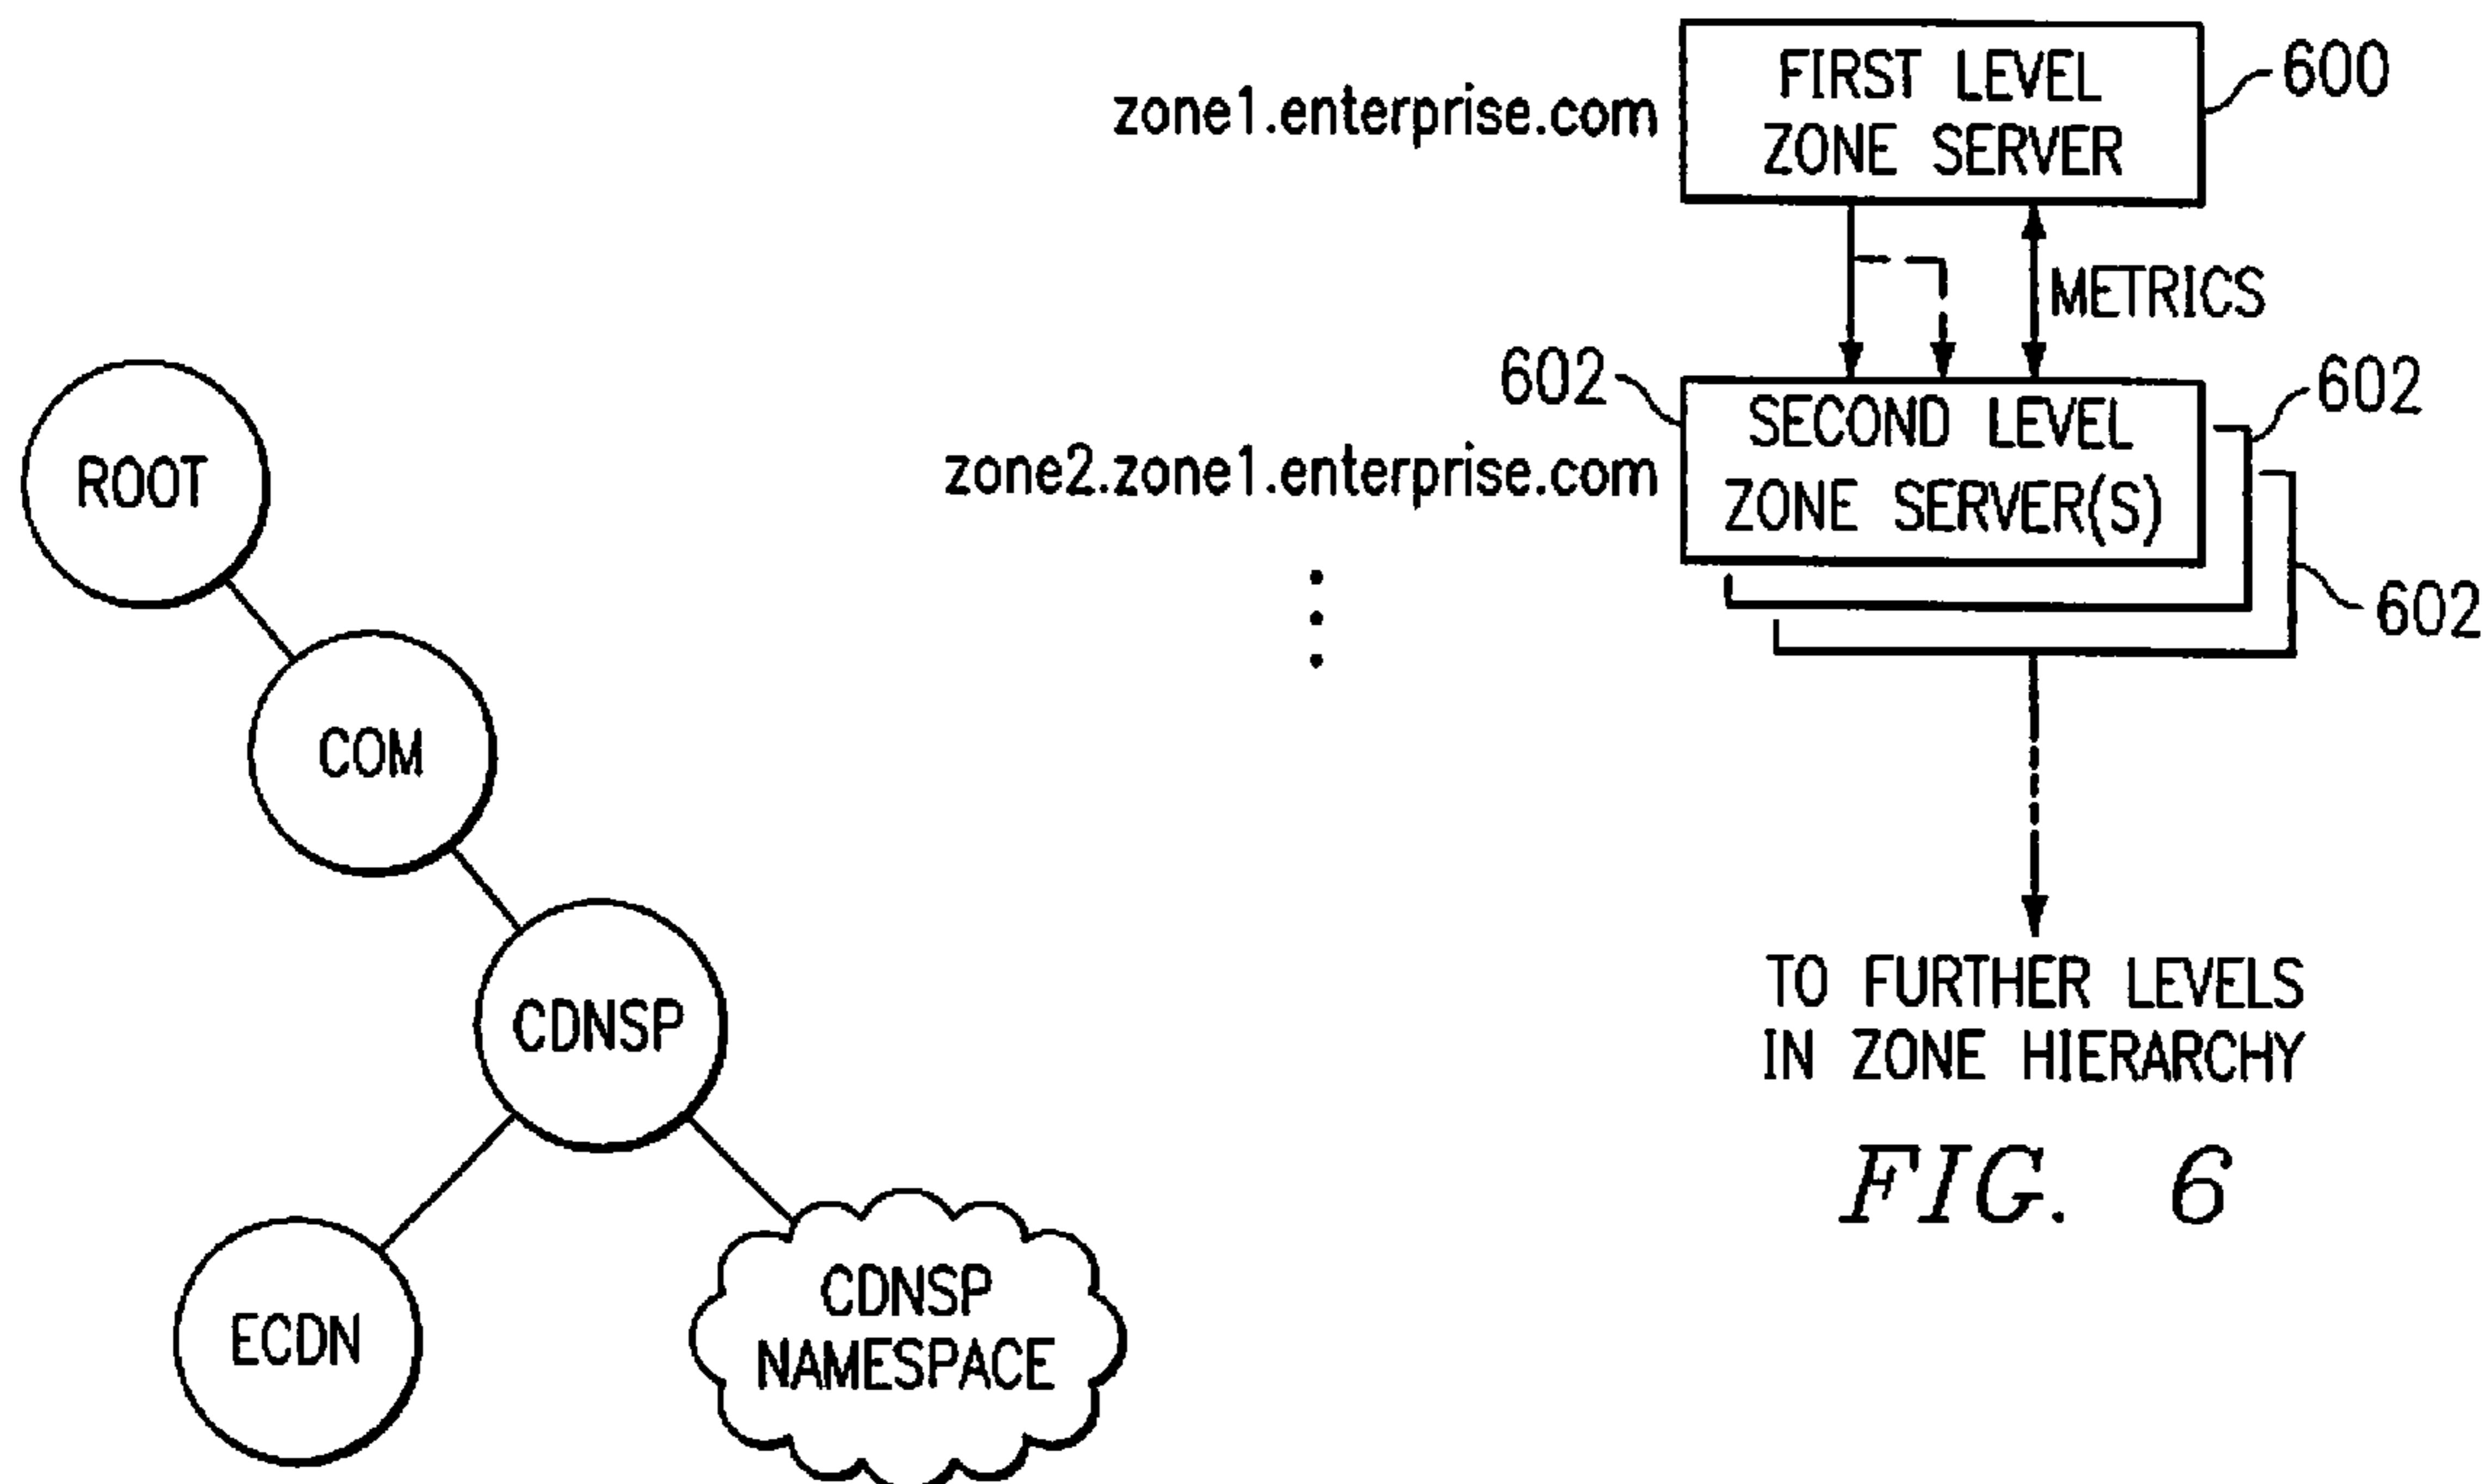 FIRST LEVEL
ZONE SERVER
600
zone1.enterprise.com
METRICS
602
SECOND LEVEL
ZONE SERVER(S)
602
zone2.zone1.enterprise.com
602
TO FURTHER LEVELS
IN ZONE HIERARCHY
FIG. 6
ROOT
COM
CDNSP
ECDN
CDNSP
NAMESPACE